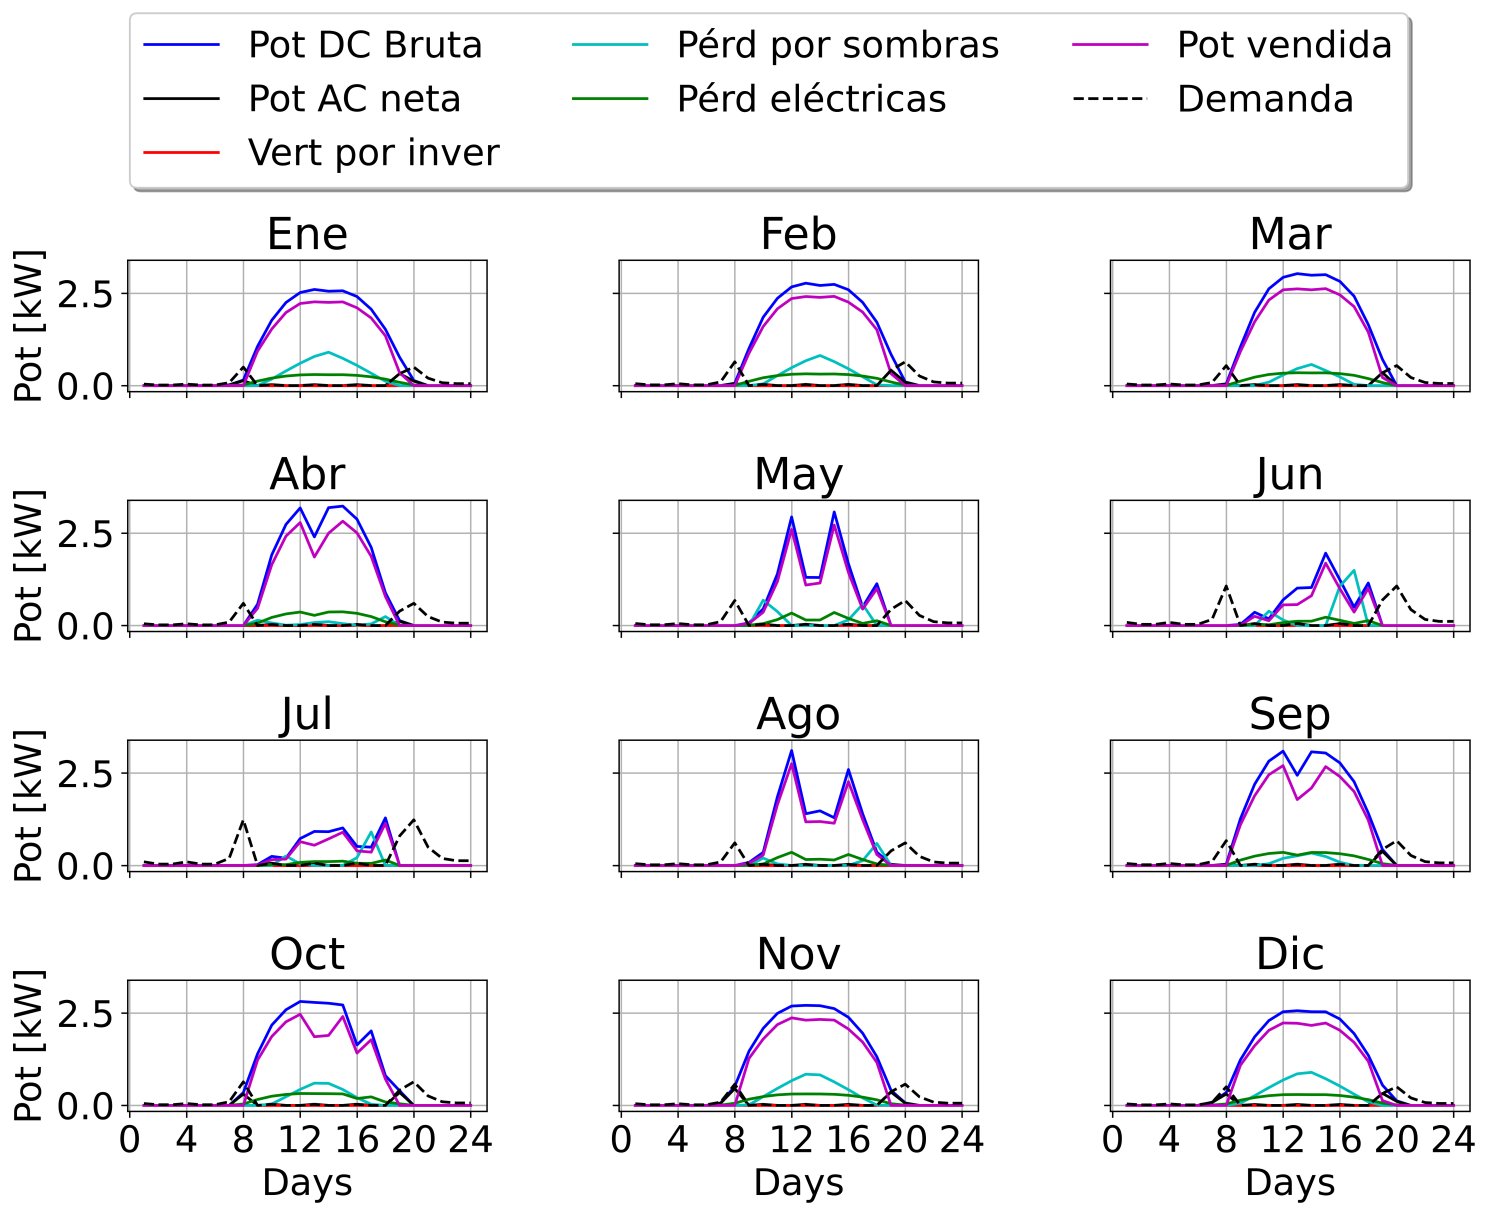 Pot DC Bruta Pérd por sombras Pot vendida
Pot AC neta Pérd eléctricas Demanda
Vert por inver
Ene Feb Mar
Pot [kW]
2.5
0.0
Abr May Jun
Pot [kW]
2.5
0.0
Jul Ago Sep
Pot [kW]
2.5
0.0
Oct Nov Dic
Pot [kW]
2.5
0.0
0 4 8 12 16 20 24 0 4 8 12 16 20 24 0 4 8 12 16 20 24
Days Days Days